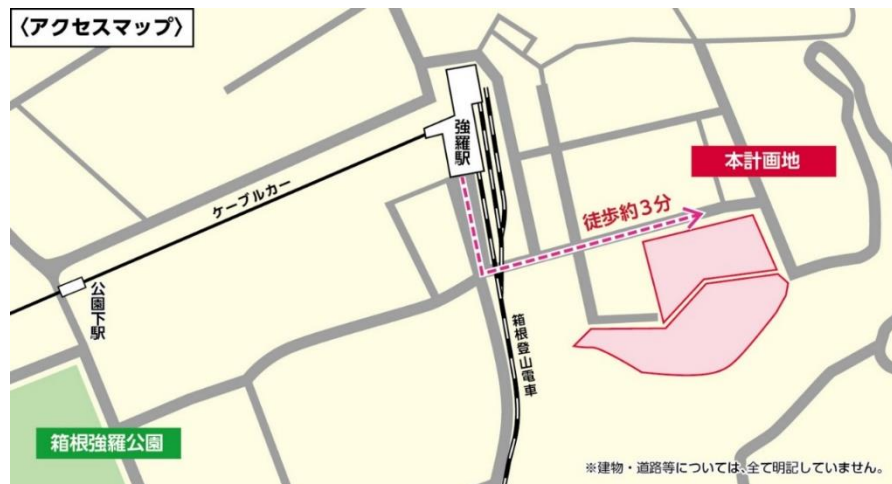 〈アクセスマップ〉
強羅駅
本計画地
ケーブルカー
徒歩約3分
公園下駅
箱根登山電車
箱根強羅公園
※建物・道路等については、全て明記していません。